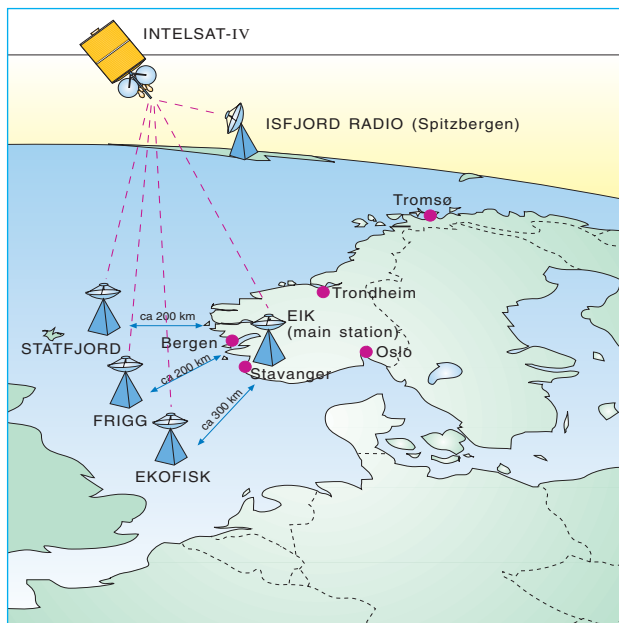 INTELSAT-IV
ISFJORD RADIO (Spitzbergen)
Tromsø
Trondheim
ca 200 km
EIK
(main station)
STATFJORD
Bergen
Oslo
ca 200 km
Stavanger
FRIGG
ca 300 km
EKOFISK